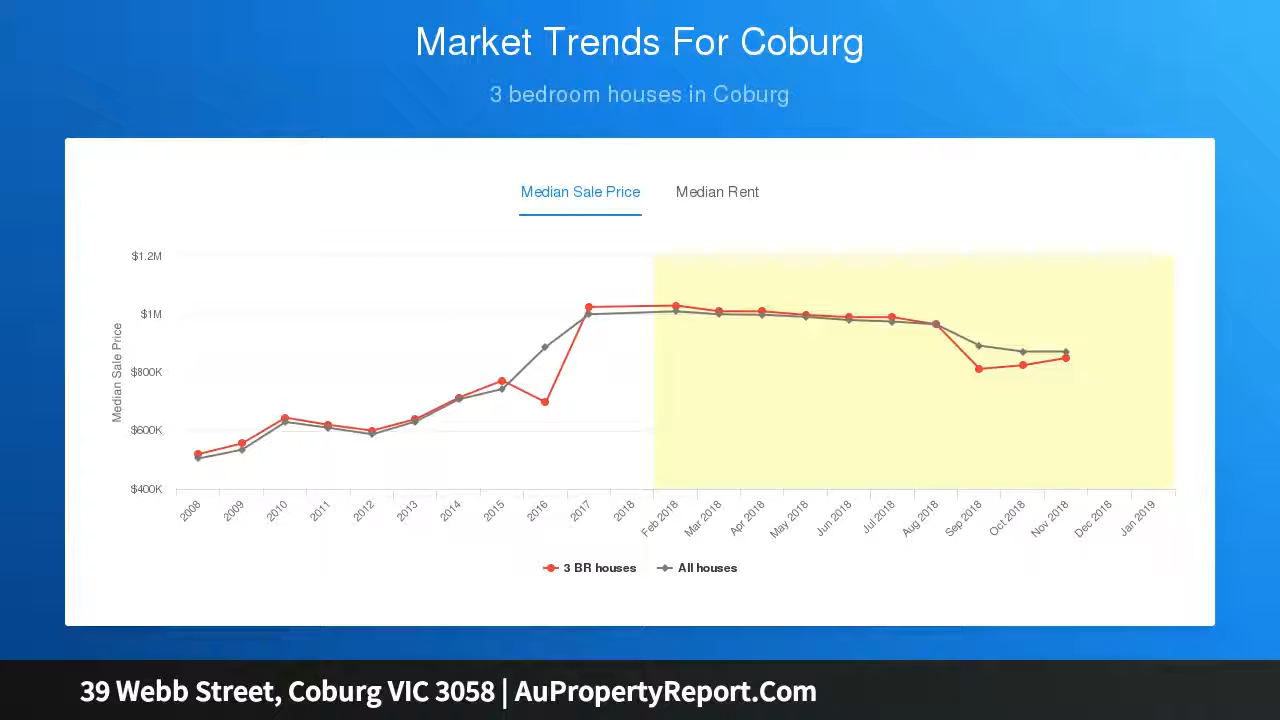 Market Trends For Coburg
3 bedroom houses in Coburg
Median Sale Price Median Rent
$1.2M
$1M
$800K
$600K
$400K
Median Sale Price
2008 2009 2010 2011 2012 2013 2014 2015 2016 2017 2018 Feb 2018 Mar 2018 Apr 2018 May 2018 Jun 2018 Jul 2018 Aug 2018 Sep 2018 Oct 2018 Nov 2018 Dec 2018 Jan 2019
3 BR houses All houses
39 Webb Street, Coburg VIC 3058 | AuPropertyReport.Com